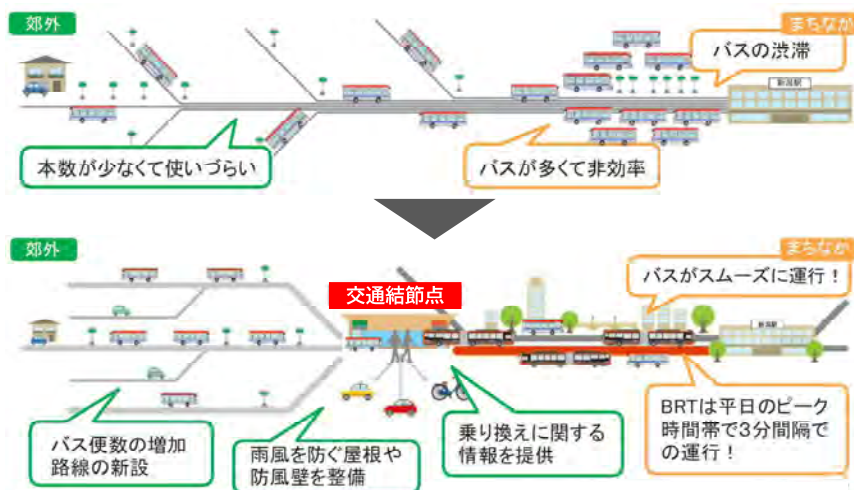 郊外
まちなか
バスの渋滞
新潟駅
本数が少なくて使いづらい
バスが多くて非効率
郊外
まちなか
バスがスムーズに運行！
交通結節点
新潟駅
バス便数の増加
路線の新設
雨風を防ぐ屋根や
防風壁を整備
乗り換えに関する
情報を提供
BRTは平日のピーク
時間帯で3分間隔で
の運行！